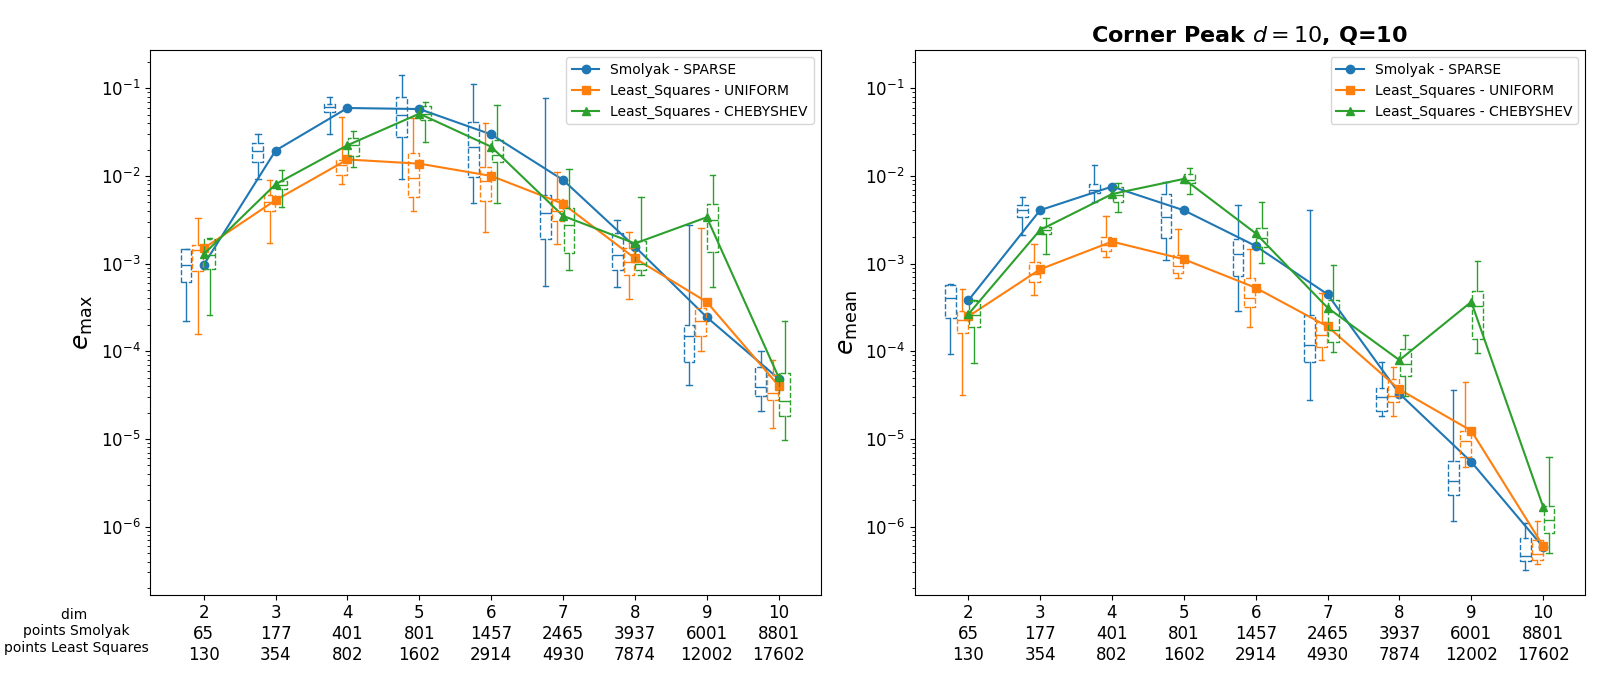 Corner Peak d = 10, Q=10
Smolyak - SPARSE
Least_Squares - UNIFORM
Least_Squares - CHEBYSHEV
Smolyak - SPARSE
Least_Squares - UNIFORM
Least_Squares - CHEBYSHEV
10⁻¹
10⁻²
10⁻³
10⁻⁴
10⁻⁵
10⁻⁶
e_max
10⁻¹
10⁻²
10⁻³
10⁻⁴
10⁻⁵
10⁻⁶
e_mean
dim 2 3 4 5 6 7 8 9 10
points Smolyak 65 177 401 801 1457 2465 3937 6001 8801
points Least Squares 130 354 802 1602 2914 4930 7874 12002 17602
2 3 4 5 6 7 8 9 10
65 177 401 801 1457 2465 3937 6001 8801
130 354 802 1602 2914 4930 7874 12002 17602